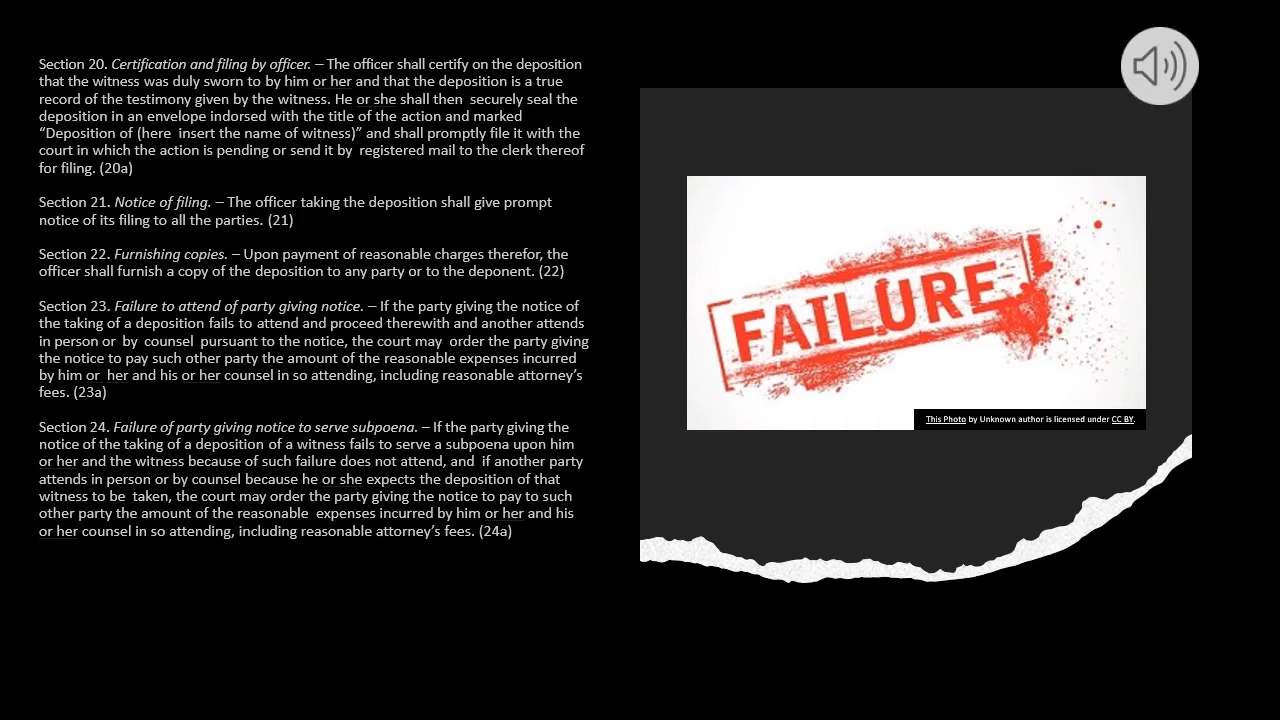 Section 20. Certification and filing by officer. – The officer shall certify on the deposition
that the witness was duly sworn to by him or her and that the deposition is a true
record of the testimony given by the witness. He or she shall then securely seal the
deposition in an envelope indorsed with the title of the action and marked
“Deposition of (here insert the name of witness)” and shall promptly file it with the
court in which the action is pending or send it by registered mail to the clerk thereof
for filing. (20a)
Section 21. Notice of filing. – The officer taking the deposition shall give prompt
notice of its filing to all the parties. (21)
Section 22. Furnishing copies. – Upon payment of reasonable charges therefor, the
officer shall furnish a copy of the deposition to any party or to the deponent. (22)
Section 23. Failure to attend of party giving notice. – If the party giving the notice of
the taking of a deposition fails to attend and proceed therewith and another attends
in person or by counsel pursuant to the notice, the court may order the party giving
the notice to pay such other party the amount of the reasonable expenses incurred
by him or her and his or her counsel in so attending, including reasonable attorney’s
fees. (23a)
Section 24. Failure of party giving notice to serve subpoena. – If the party giving the
notice of the taking of a deposition of a witness fails to serve a subpoena upon him
or her and the witness because of such failure does not attend, and if another party
attends in person or by counsel because he or she expects the deposition of that
witness to be taken, the court may order the party giving the notice to pay to such
other party the amount of the reasonable expenses incurred by him or her and his
or her counsel in so attending, including reasonable attorney’s fees. (24a)
FAILURE
This Photo by Unknown author is licensed under CC BY.